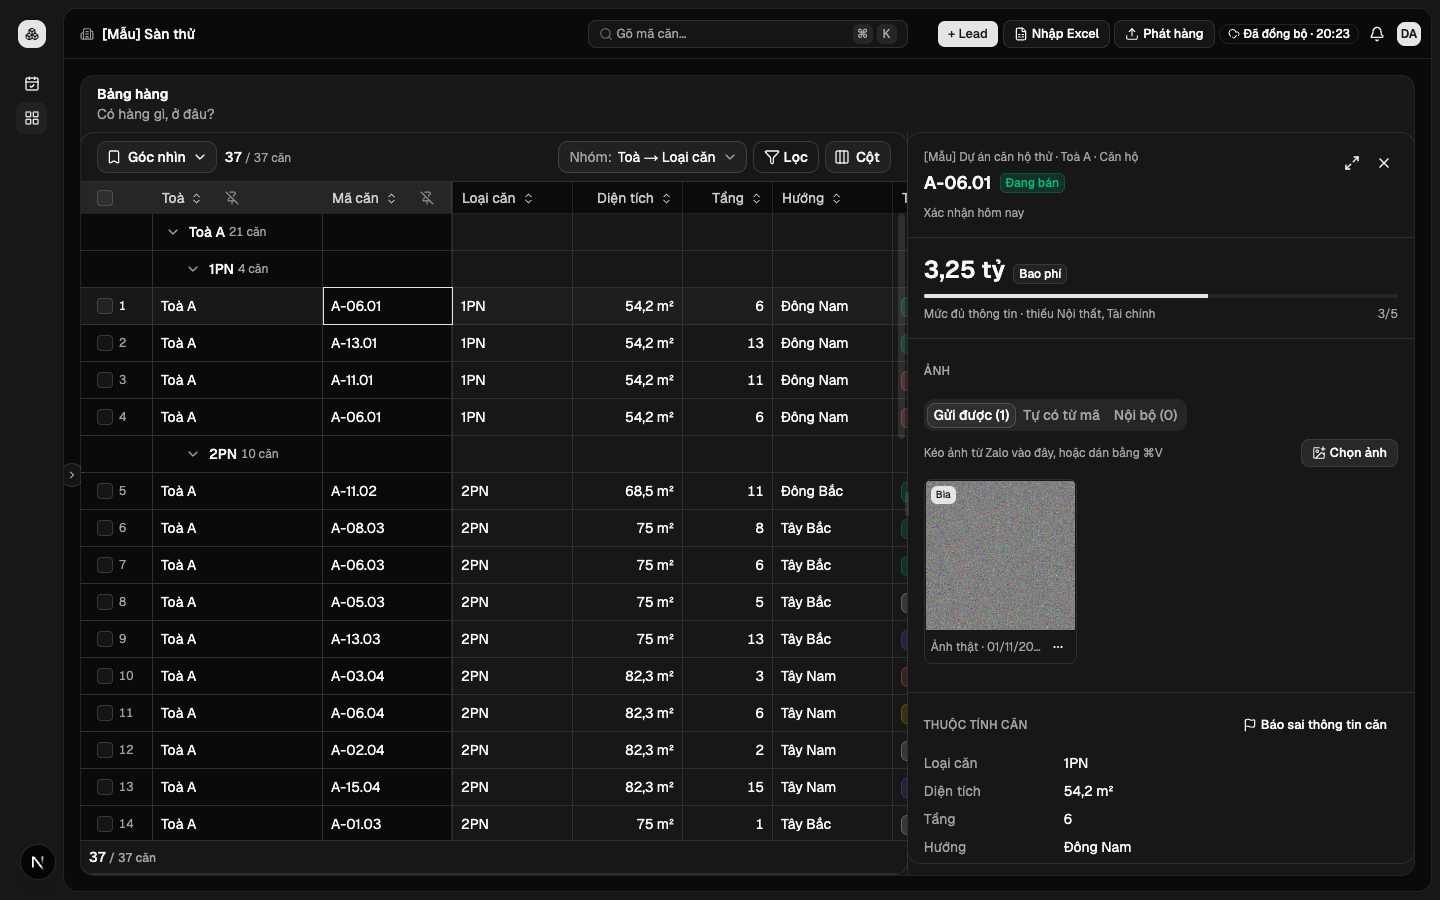 [Mẫu] Sàn thử
Gõ mã căn...
⌘ K
+ Lead
Nhập Excel
Phát hàng
Đã đồng bộ · 20:23
DA
Bảng hàng
Có hàng gì, ở đâu?
Góc nhìn
37 / 37 căn
Nhóm: Toà → Loại căn
Lọc
Cột
Toà Mã căn Loại căn Diện tích Tầng Hướng
Toà A 21 căn
1PN 4 căn
1 Toà A A-06.01 1PN 54,2 m² 6 Đông Nam
2 Toà A A-13.01 1PN 54,2 m² 13 Đông Nam
3 Toà A A-11.01 1PN 54,2 m² 11 Đông Nam
4 Toà A A-06.01 1PN 54,2 m² 6 Đông Nam
2PN 10 căn
5 Toà A A-11.02 2PN 68,5 m² 11 Đông Bắc
6 Toà A A-08.03 2PN 75 m² 8 Tây Bắc
7 Toà A A-06.03 2PN 75 m² 6 Tây Bắc
8 Toà A A-05.03 2PN 75 m² 5 Tây Bắc
9 Toà A A-13.03 2PN 75 m² 13 Tây Bắc
10 Toà A A-03.04 2PN 82,3 m² 3 Tây Nam
11 Toà A A-06.04 2PN 82,3 m² 6 Tây Nam
12 Toà A A-02.04 2PN 82,3 m² 2 Tây Nam
13 Toà A A-15.04 2PN 82,3 m² 15 Tây Nam
14 Toà A A-01.03 2PN 75 m² 1 Tây Bắc
37 / 37 căn
[Mẫu] Dự án căn hộ thử · Toà A · Căn hộ
A-06.01 Đang bán
Xác nhận hôm nay
3,25 tỷ Bao phí
Mức đủ thông tin · thiếu Nội thất, Tài chính 3/5
ẢNH
Gửi được (1) Tự có từ mã Nội bộ (0)
Kéo ảnh từ Zalo vào đây, hoặc dán bằng ⌘V
Chọn ảnh
Bìa
Ảnh thật · 01/11/20...
THUỘC TÍNH CĂN
Báo sai thông tin căn
Loại căn 1PN
Diện tích 54,2 m²
Tầng 6
Hướng Đông Nam
N